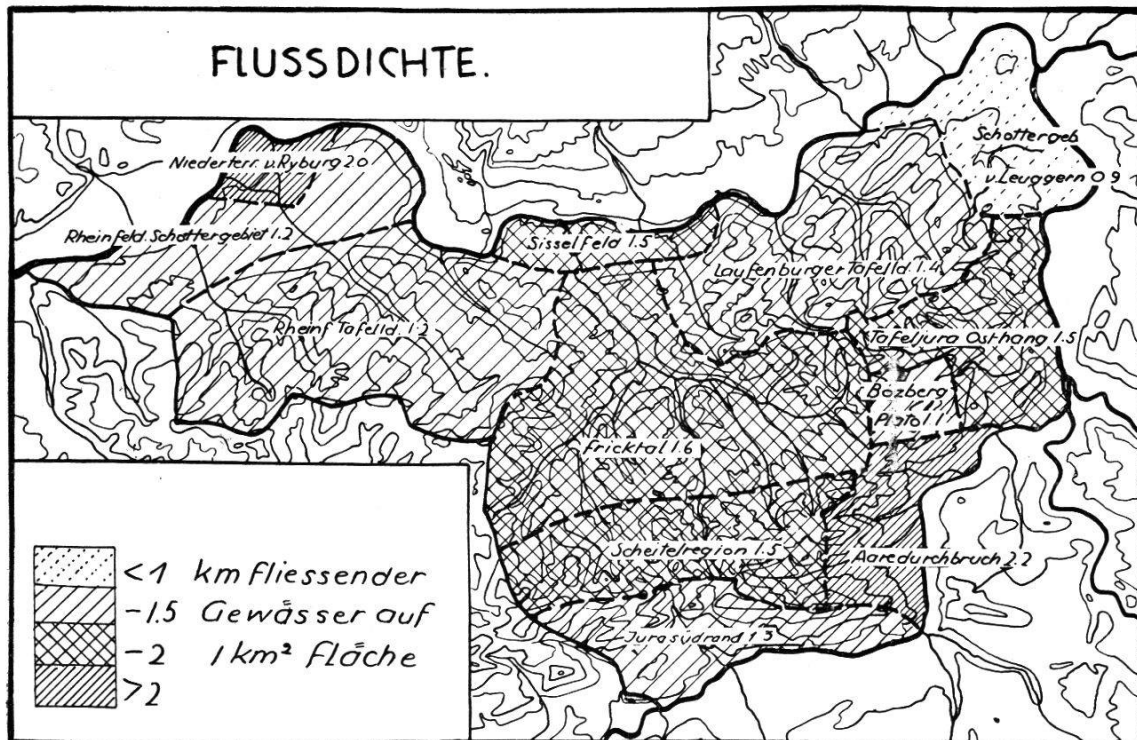 FLUSSDICHTE.
Niederterr. v. Ryburg 2.0
Schottergeb
v. Leuggern 0.9
Rheinfeld. Schottergebiet 1.2
Sisselfeld 1.5
Laufenburger Tafelld. 1.4
Rheinf Tafelld. 1.2
Tafeljura Osthang 1.5
Bözberg
Plato 1.1
Fricktal 1.6
Scheitelregion 1.5
Aaredurchbruch 2.2
Jurasüdrand 1.3
<1 km fliessender
-1.5 Gewässer auf
-2 1 km² Fläche
>2